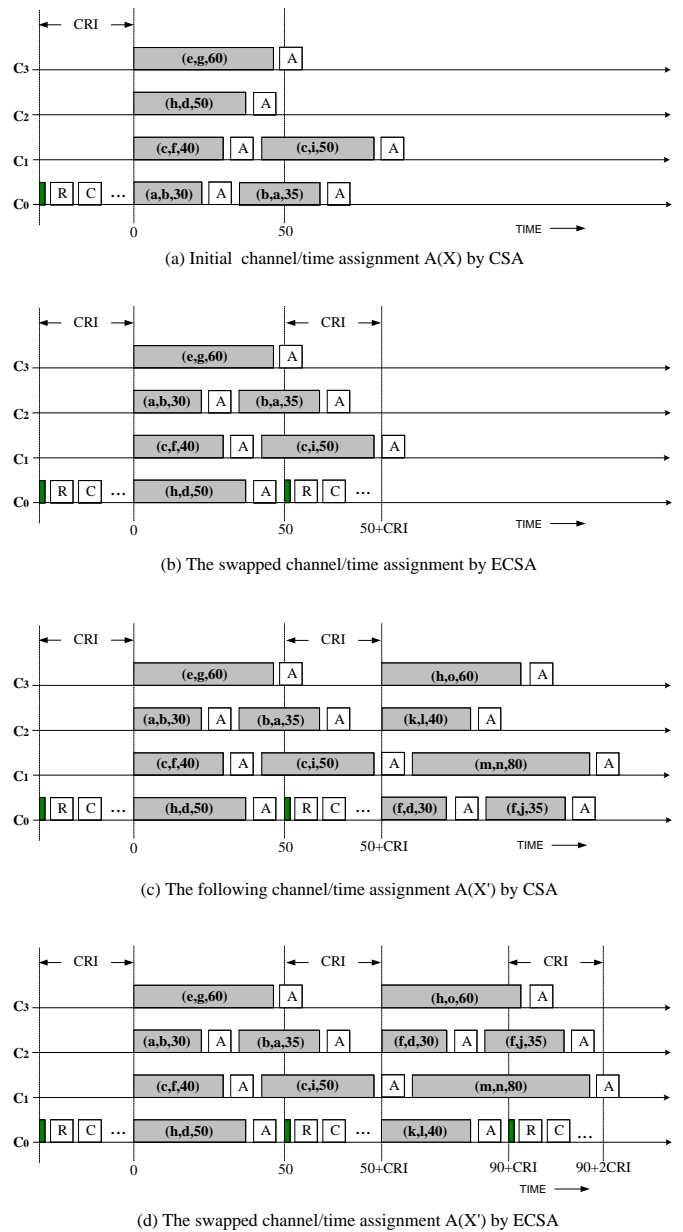 CRI
C3 (e,g,60) A
C2 (h,d,50) A
C1 (c,f,40) A (c,i,50) A
C0 R C ... (a,b,30) A (b,a,35) A
0 50 TIME
(a) Initial channel/time assignment A(X) by CSA
CRI CRI
C3 (e,g,60) A
C2 (a,b,30) A (b,a,35) A
C1 (c,f,40) A (c,i,50) A
C0 R C ... (h,d,50) A R C ...
0 50 50+CRI TIME
(b) The swapped channel/time assignment by ECSA
CRI CRI
C3 (e,g,60) A (h,o,60) A
C2 (a,b,30) A (b,a,35) A (k,l,40) A
C1 (c,f,40) A (c,i,50) A (m,n,80) A
C0 R C ... (h,d,50) A R C ... (f,d,30) A (f,j,35) A
0 50 50+CRI TIME
(c) The following channel/time assignment A(X') by CSA
CRI CRI CRI
C3 (e,g,60) A (h,o,60) A
C2 (a,b,30) A (b,a,35) A (f,d,30) A (f,j,35) A
C1 (c,f,40) A (c,i,50) A (m,n,80) A
C0 R C ... (h,d,50) A R C ... (k,l,40) A R C ...
0 50 50+CRI 90+CRI 90+2CRI
TIME
(d) The swapped channel/time assignment A(X') by ECSA